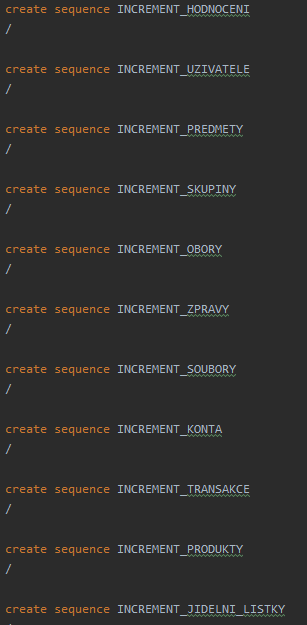 create sequence INCREMENT_HODNOCENI
/
create sequence INCREMENT_UZIVATELE
/
create sequence INCREMENT_PREDMETY
/
create sequence INCREMENT_SKUPINY
/
create sequence INCREMENT_OBORY
/
create sequence INCREMENT_ZPRAVY
/
create sequence INCREMENT_SOUBORY
/
create sequence INCREMENT_KONTA
/
create sequence INCREMENT_TRANSAKCE
/
create sequence INCREMENT_PRODUKTY
/
create sequence INCREMENT_JIDELNI_LISTKY
/